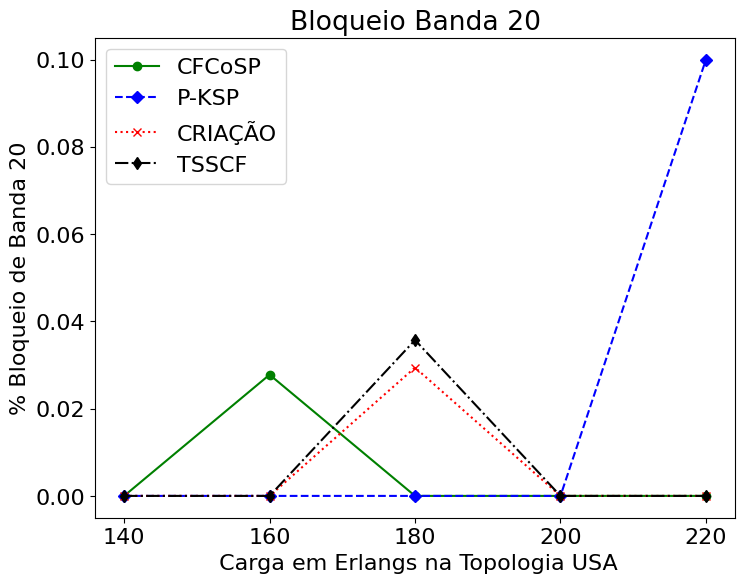 Bloqueio Banda 20
CFCoSP
P-KSP
CRIAÇÃO
TSSCF
% Bloqueio de Banda 20
0.10
0.08
0.06
0.04
0.02
0.00
140 160 180 200 220
Carga em Erlangs na Topologia USA